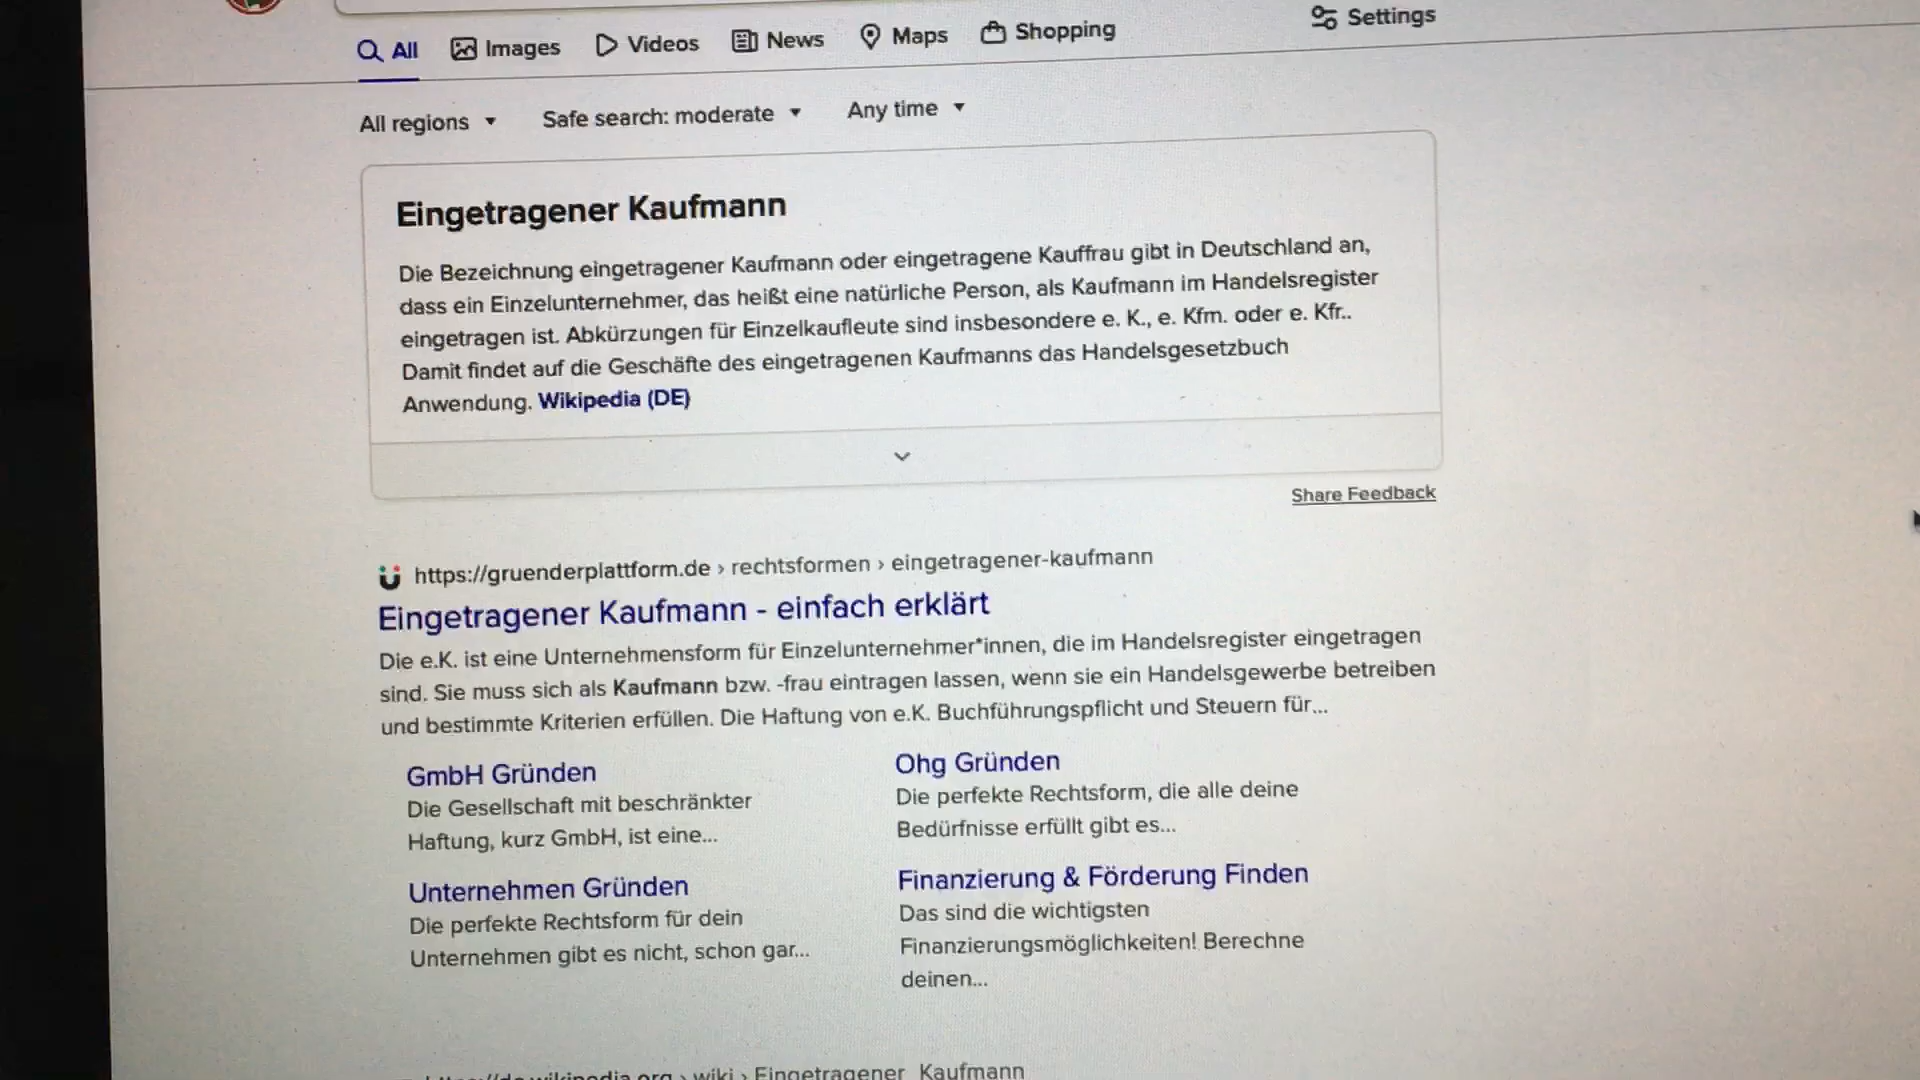 All Images Videos News Maps Shopping Settings
All regions Safe search: moderate Any time
Eingetragener Kaufmann
Die Bezeichnung eingetragener Kaufmann oder eingetragene Kauffrau gibt in Deutschland an,
dass ein Einzelunternehmer, das heißt eine natürliche Person, als Kaufmann im Handelsregister
eingetragen ist. Abkürzungen für Einzelkaufleute sind insbesondere e. K., e. Kfm. oder e. Kfr..
Damit findet auf die Geschäfte des eingetragenen Kaufmanns das Handelsgesetzbuch
Anwendung. Wikipedia (DE)
Share Feedback
https://gruenderplattform.de › rechtsformen › eingetragener-kaufmann
Eingetragener Kaufmann - einfach erklärt
Die e.K. ist eine Unternehmensform für Einzelunternehmer*innen, die im Handelsregister eingetragen
sind. Sie muss sich als Kaufmann bzw. -frau eintragen lassen, wenn sie ein Handelsgewerbe betreiben
und bestimmte Kriterien erfüllen. Die Haftung von e.K. Buchführungspflicht und Steuern für...
GmbH Gründen
Die Gesellschaft mit beschränkter
Haftung, kurz GmbH, ist eine...
Ohg Gründen
Die perfekte Rechtsform, die alle deine
Bedürfnisse erfüllt gibt es...
Unternehmen Gründen
Die perfekte Rechtsform für dein
Unternehmen gibt es nicht, schon gar...
Finanzierung & Förderung Finden
Das sind die wichtigsten
Finanzierungsmöglichkeiten! Berechne
deinen...
https://de.wikipedia.org › wiki › Eingetragener_Kaufmann